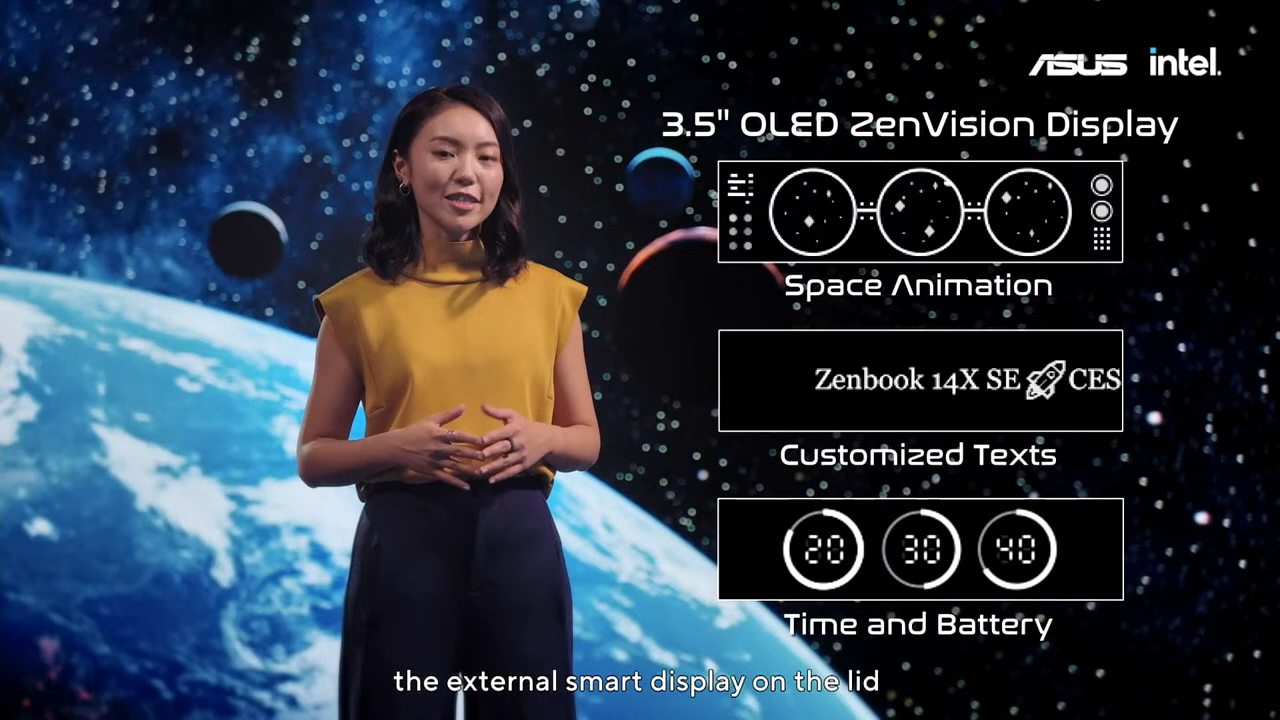 ASUS intel.
3.5" OLED ZenVision Display
Space Animation
Zenbook 14X SE CES
Customized Texts
20 30 40
Time and Battery
the external smart display on the lid